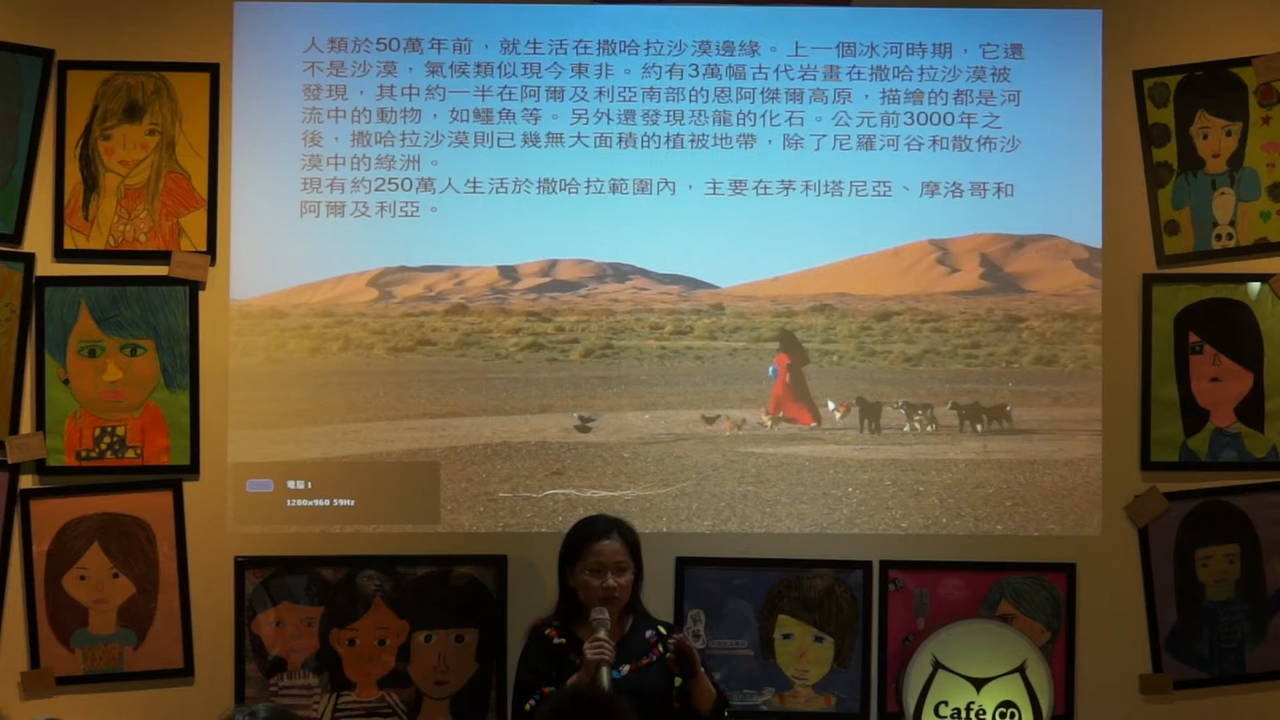 人類於50萬年前，就生活在撒哈拉沙漠邊緣。上一個冰河時期，它還
不是沙漠，氣候類似現今東非。約有3萬幅古代岩畫在撒哈拉沙漠被
發現，其中約一半在阿爾及利亞南部的恩阿傑爾高原，描繪的都是河
流中的動物，如鱷魚等。另外還發現恐龍的化石。公元前3000年之
後，撒哈拉沙漠則已幾無大面積的植被地帶，除了尼羅河谷和散佈沙
漠中的綠洲。
現有約250萬人生活於撒哈拉範圍內，主要在茅利塔尼亞、摩洛哥和
阿爾及利亞。
電腦 1
1280x960 59Hz
Café